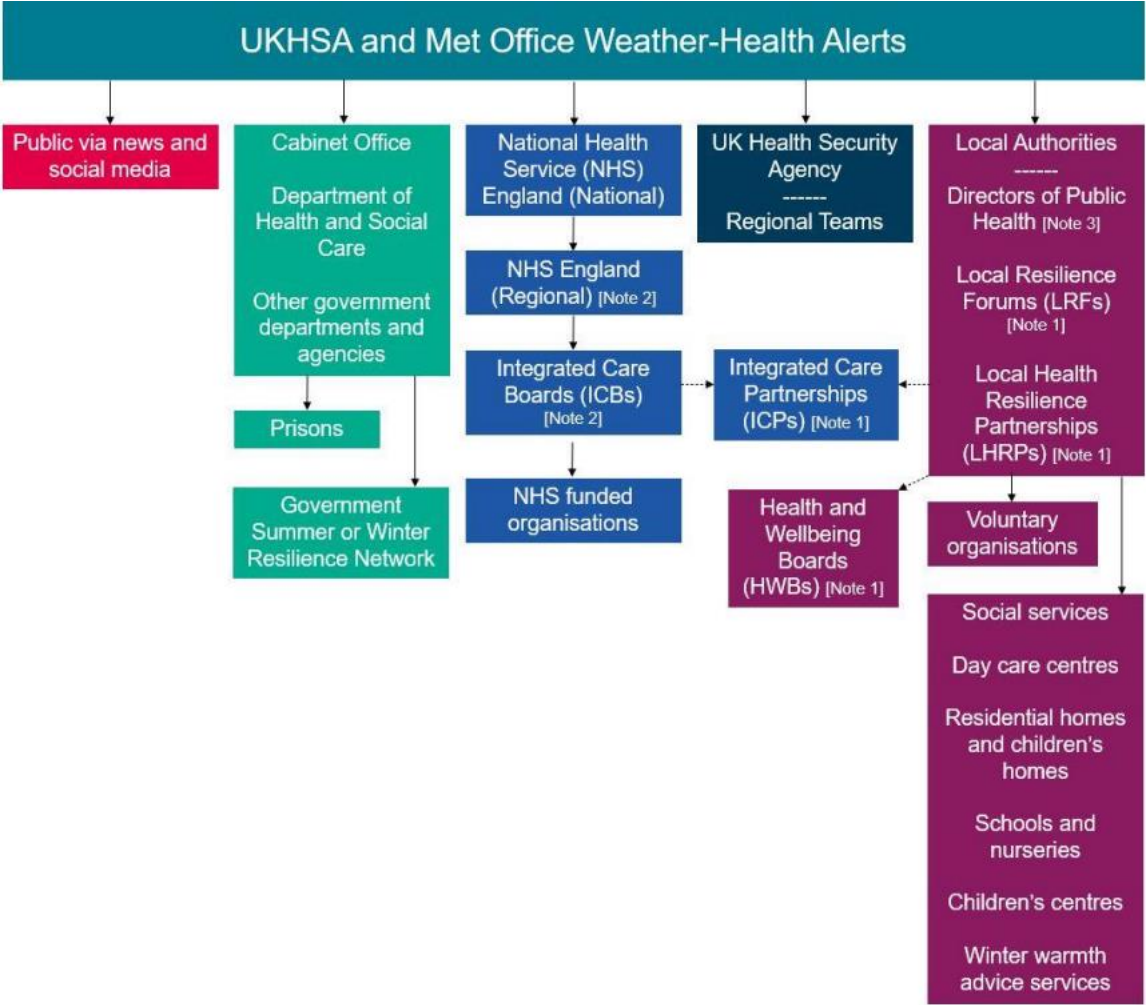 UKHSA and Met Office Weather-Health Alerts
Public via news and
social media
Cabinet Office
Department of
Health and Social
Care
Other government
departments and
agencies
Prisons
Government
Summer or Winter
Resilience Network
National Health
Service (NHS)
England (National)
NHS England
(Regional) [Note 2]
Integrated Care
Boards (ICBs)
[Note 2]
NHS funded
organisations
UK Health Security
Agency
------
Regional Teams
Integrated Care
Partnerships
(ICPs) [Note 1]
Health and
Wellbeing
Boards
(HWBs) [Note 1]
Local Authorities
------
Directors of Public
Health [Note 3]
Local Resilience
Forums (LRFs)
[Note 1]
Local Health
Resilience
Partnerships
(LHRPs) [Note 1]
Voluntary
organisations
Social services
Day care centres
Residential homes
and children's
homes
Schools and
nurseries
Children's centres
Winter warmth
advice services